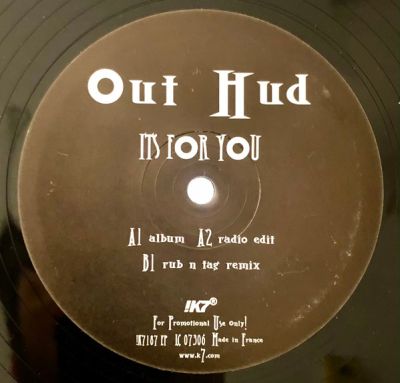 Out Hud
ITS FOR YOU
A1 album A2 radio edit
B1 rub n tag remix
!K7®
For Promotional Use Only!
!K7187 EP LC 07306 Made in France
www.k7.com